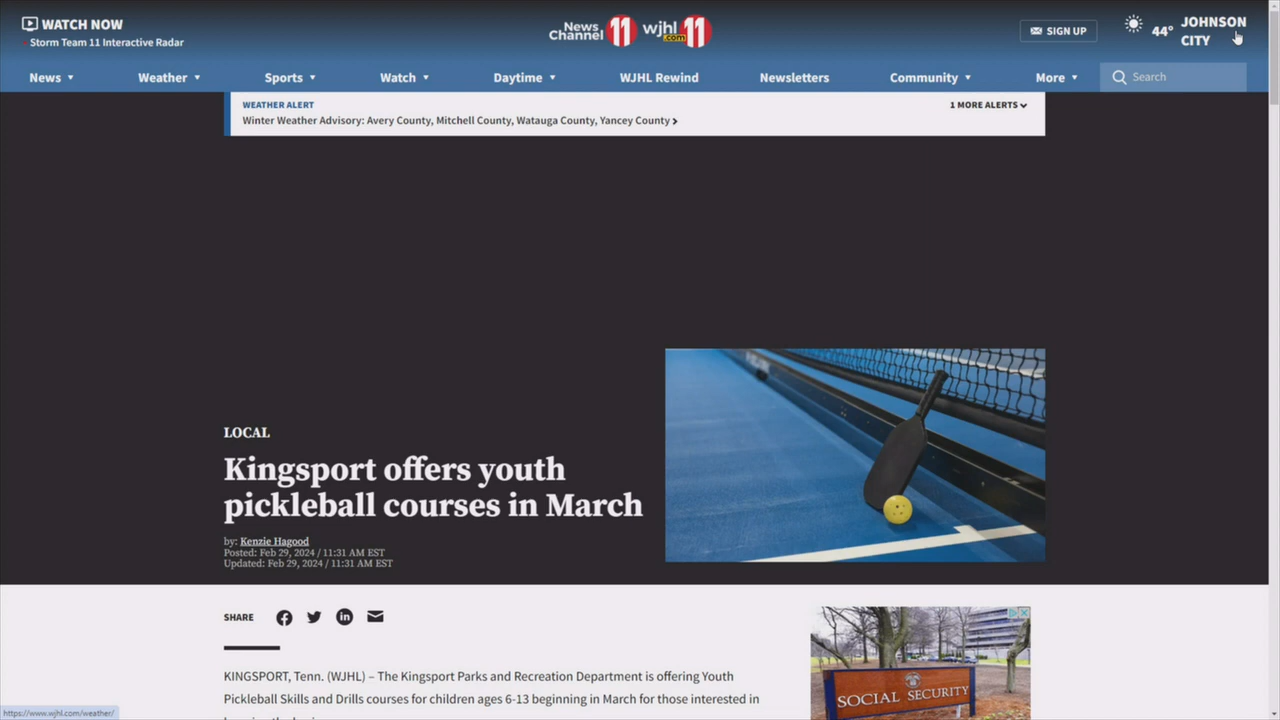 WATCH NOW
Storm Team 11 Interactive Radar
News Channel 11 wjhl.com 11
SIGN UP
44°
JOHNSON CITY
News
Weather
Sports
Watch
Daytime
WJHL Rewind
Newsletters
Community
More
Search
WEATHER ALERT
1 MORE ALERTS
Winter Weather Advisory: Avery County, Mitchell County, Watauga County, Yancey County
LOCAL
Kingsport offers youth
pickleball courses in March
by: Kenzie Hagood
Posted: Feb 29, 2024 / 11:31 AM EST
Updated: Feb 29, 2024 / 11:31 AM EST
SHARE
KINGSPORT, Tenn. (WJHL) – The Kingsport Parks and Recreation Department is offering Youth
Pickleball Skills and Drills courses for children ages 6-13 beginning in March for those interested in
SOCIAL SECURITY
https://www.wjhl.com/weather/